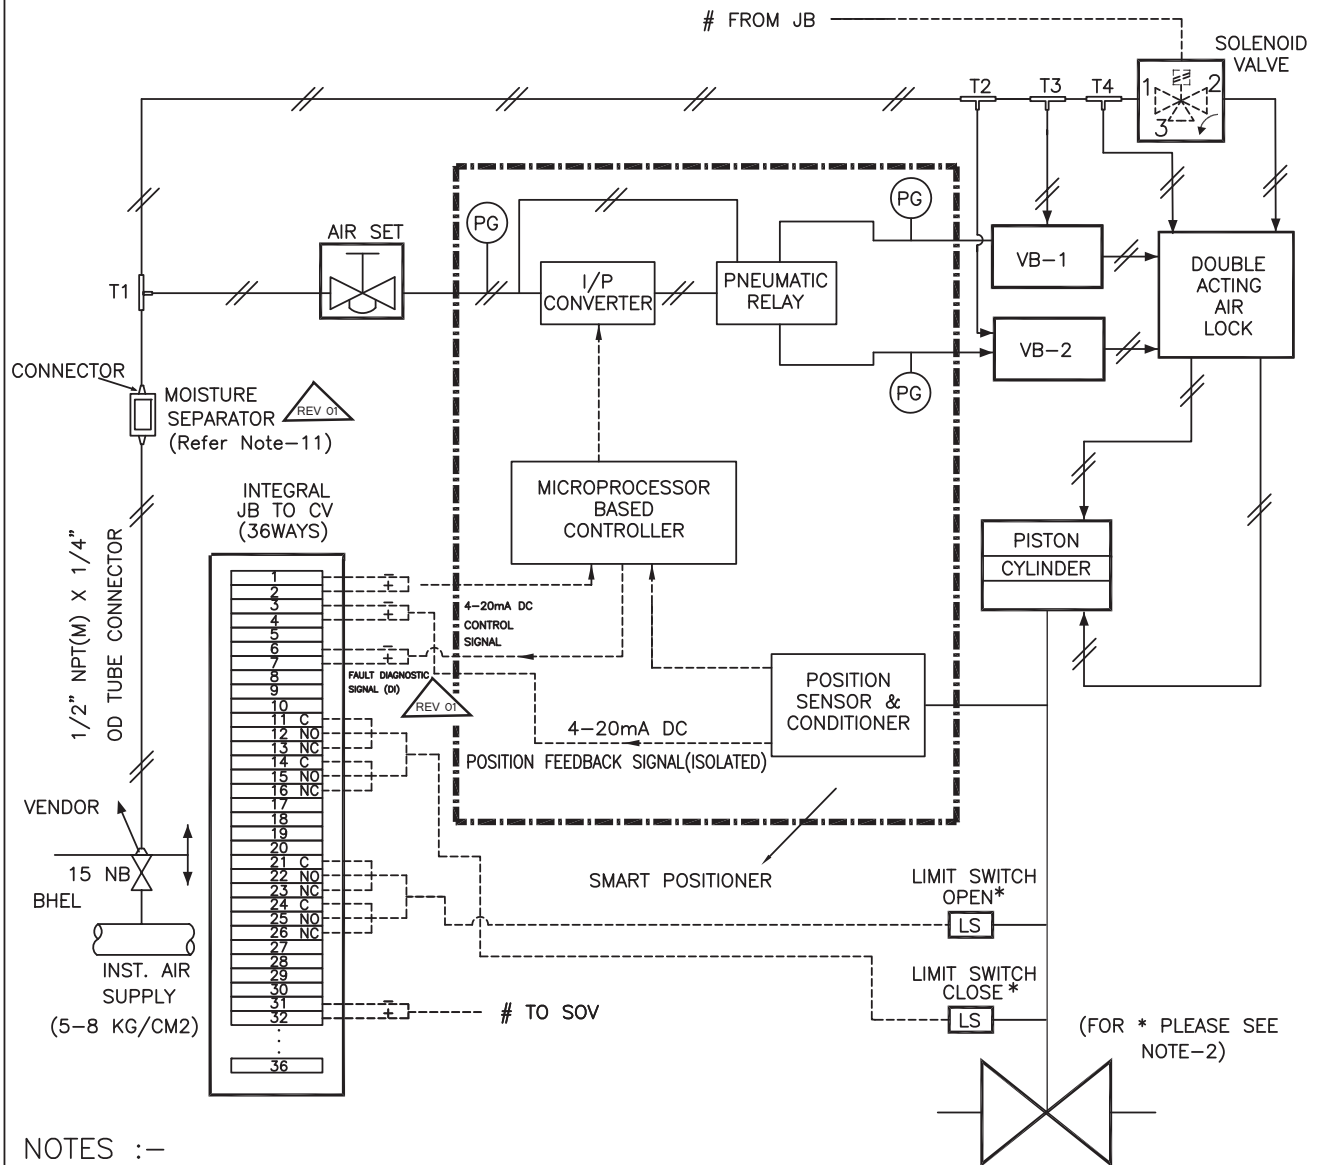 # FROM JB
SOLENOID
VALVE
T2
T3
T4
1
2
3
PG
PG
AIR SET
T1
I/P
CONVERTER
PNEUMATIC
RELAY
VB-1
DOUBLE
ACTING
AIR
LOCK
VB-2
PG
CONNECTOR
MOISTURE
SEPARATOR
(Refer Note-11)
REV 01
INTEGRAL
JB TO CV
(36WAYS)
MICROPROCESSOR
BASED
CONTROLLER
PISTON
CYLINDER
1/2" NPT(M) X 1/4"
OD TUBE CONNECTOR
1
2
3
4
5
6
7
8
9
10
11 C
12 NO
13 NC
14 C
15 NO
16 NC
17
18
19
20
21 C
22 NO
23 NC
24 C
25 NO
26 NC
27
28
29
30
31
32
36
- +
- +
- +
- +
4-20mA DC
CONTROL
SIGNAL
FAULT DIAGNOSTIC
SIGNAL (DI)
REV 01
POSITION
SENSOR &
CONDITIONER
4-20mA DC
POSITION FEEDBACK SIGNAL(ISOLATED)
SMART POSITIONER
VENDOR
15 NB
BHEL
INST. AIR
SUPPLY
(5-8 KG/CM2)
# TO SOV
LIMIT SWITCH
OPEN*
LS
LIMIT SWITCH
CLOSE*
LS
(FOR * PLEASE SEE
NOTE-2)
NOTES :-